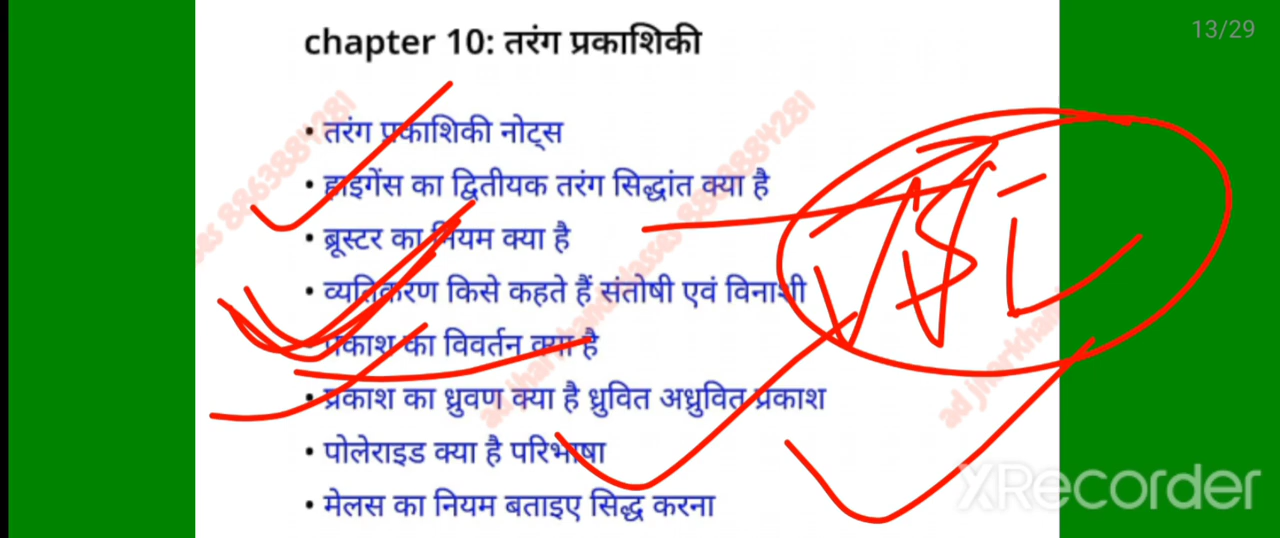 13/29
chapter 10: तरंग प्रकाशिकी
• तरंग प्रकाशिकी नोट्स
• हाइगेंस का द्वितीयक तरंग सिद्धांत क्या है
• ब्रूस्टर का नियम क्या है
• व्यतिकरण किसे कहते हैं संतोषी एवं विनाशी
• प्रकाश का विवर्तन क्या है
• प्रकाश का ध्रुवण क्या है ध्रुवित अध्रुवित प्रकाश
• पोलेराइड क्या है परिभाषा
• मेलस का नियम बताइए सिद्ध करना
XRecorder